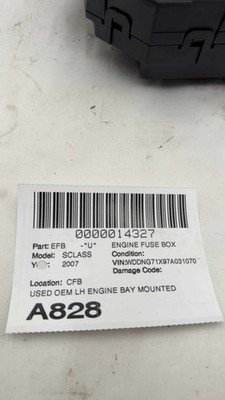 0000014327
Part: EFB -*U* ENGINE FUSE BOX
Model: SCLASS Condition:
Year: 2007 VIN:WDDNG71X97A031070
Damage Code:
Location: CFB
USED OEM LH ENGINE BAY MOUNTED
A828